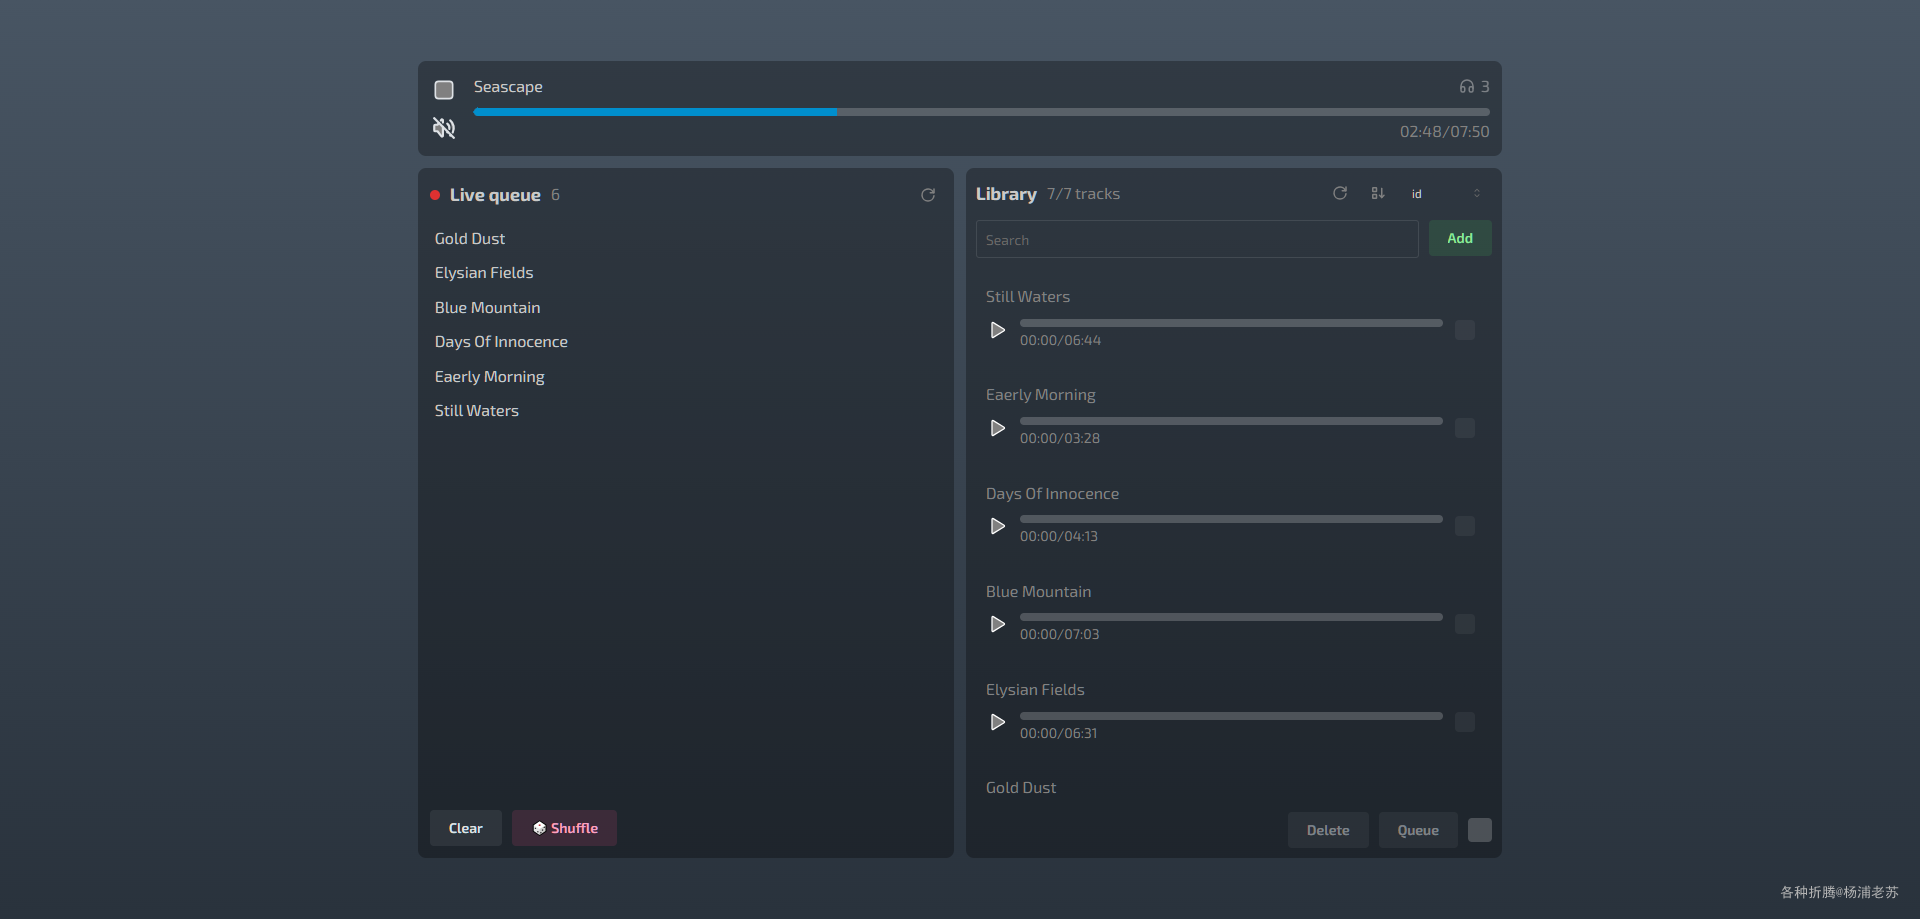 Seascape
3
02:48/07:50
Live queue 6
Gold Dust
Elysian Fields
Blue Mountain
Days Of Innocence
Eaerly Morning
Still Waters
Clear
Shuffle
Library 7/7 tracks
id
Search
Add
Still Waters
00:00/06:44
Eaerly Morning
00:00/03:28
Days Of Innocence
00:00/04:13
Blue Mountain
00:00/07:03
Elysian Fields
00:00/06:31
Gold Dust
Delete
Queue
各种折腾@杨浦老苏